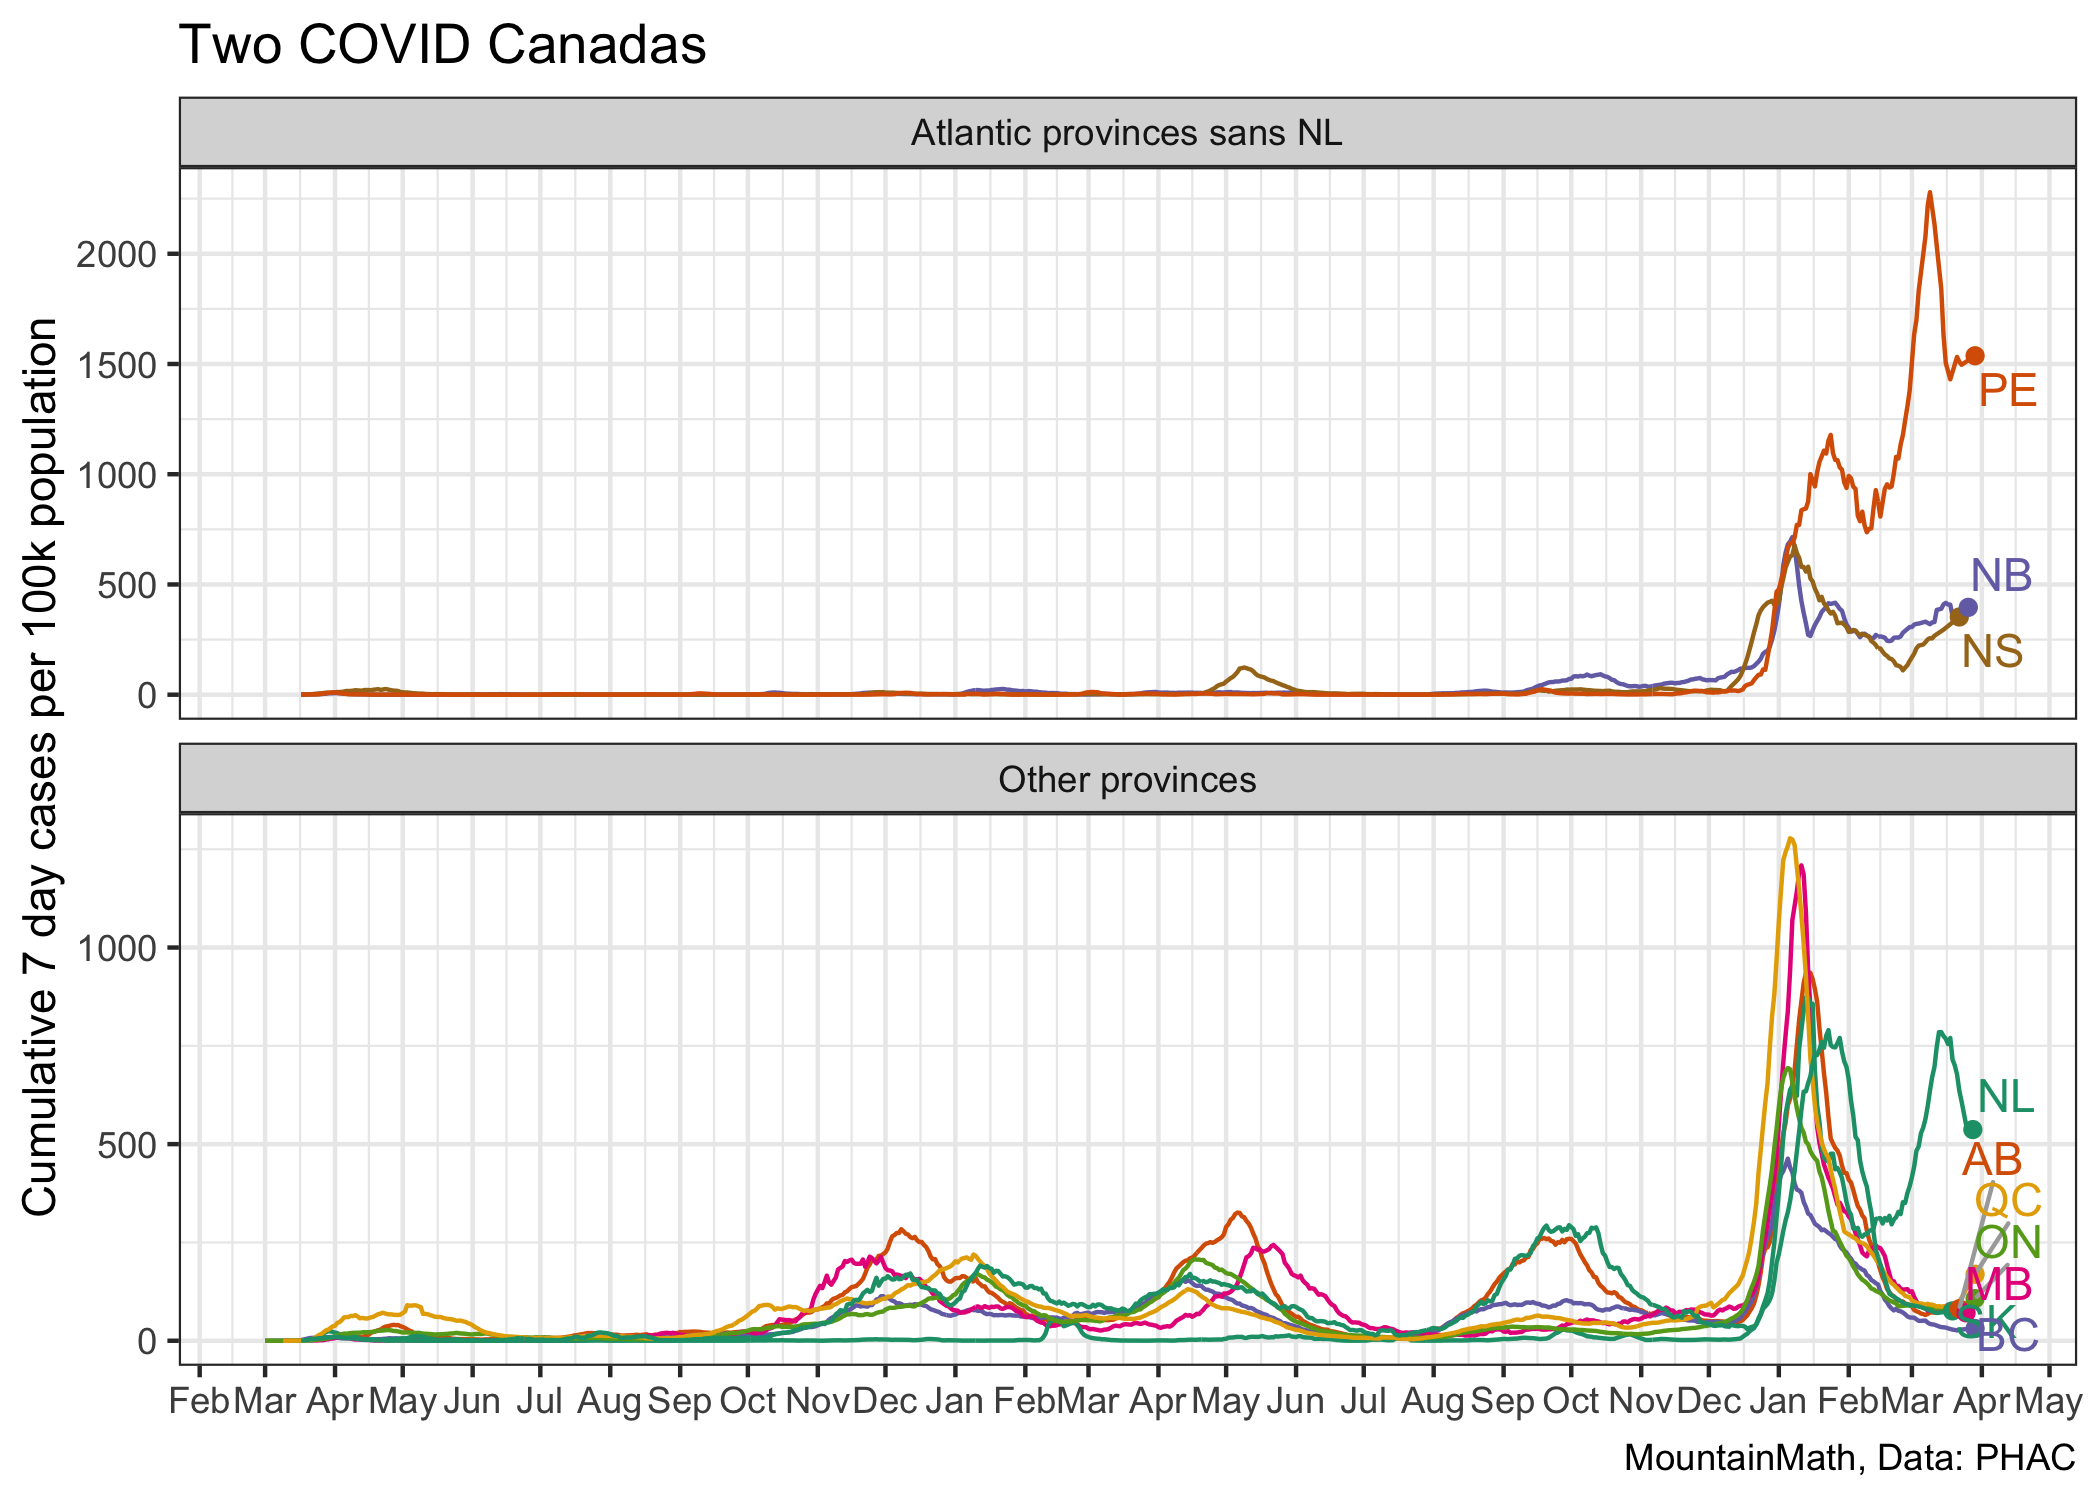 Two COVID Canadas
Atlantic provinces sans NL
Cumulative 7 day cases per 100k population
2000
1500
1000
500
0
PE
NB
NS
Other provinces
1000
500
0
NL
AB
QC
ON
MB
BC
Feb Mar Apr May Jun Jul Aug Sep Oct Nov Dec Jan Feb Mar Apr May Jun Jul Aug Sep Oct Nov Dec Jan Feb Mar Apr May
MountainMath, Data: PHAC